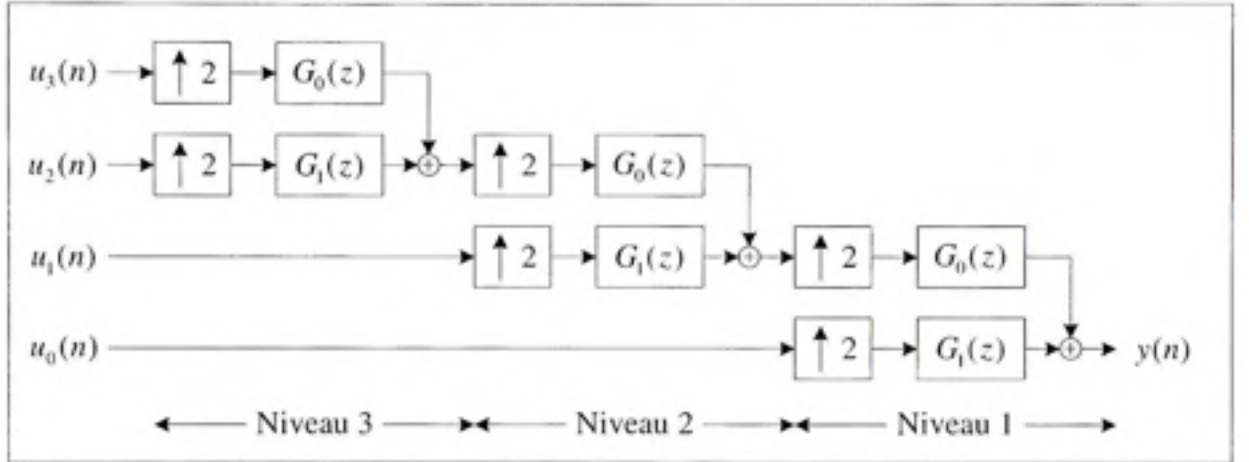 u₃(n) ↑ 2 G₀(z)
u₂(n) ↑ 2 G₁(z) + ↑ 2 G₀(z)
u₁(n) ↑ 2 G₁(z) + ↑ 2 G₀(z)
u₀(n) ↑ 2 G₁(z) + y(n)
Niveau 3 Niveau 2 Niveau 1